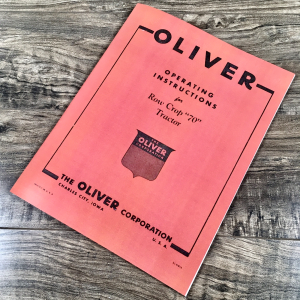 OLIVER
OPERATING
INSTRUCTIONS
for
Row Crop "70"
Tractor
OLIVER
THE OLIVER CORPORATION
CHARLES CITY, IOWA
U. S. A.